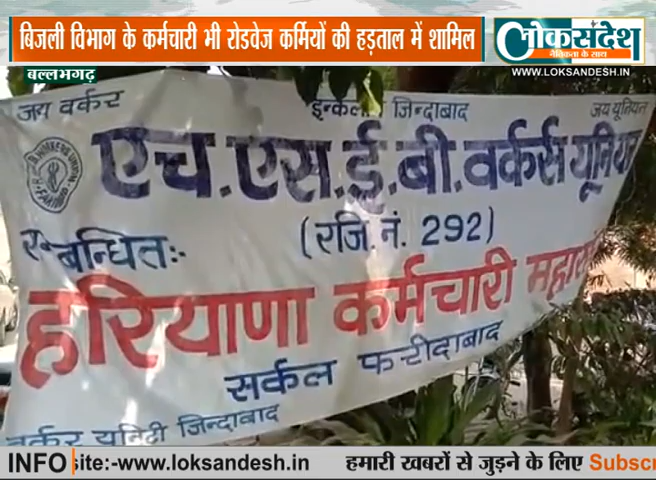 बिजली विभाग के कर्मचारी भी रोडवेज कर्मियों की हड़ताल में शामिल
लोकसंदेश
नैतिकता के साथ
बल्लभगढ़
WWW.LOKSANDESH.IN
जय वर्कर जिन्दाबाद जय यूनियन
एच.एस.ई.बी.वर्कर्स यूनियन
(रजि.नं. 292)
सम्बन्धितः-
हरियाणा कर्मचारी
सर्कल फरीदाबाद
वर्कर यूनिटी जिन्दाबाद
INFO site:-www.loksandesh.in हमारी खबरों से जुड़ने के लिए Subsc